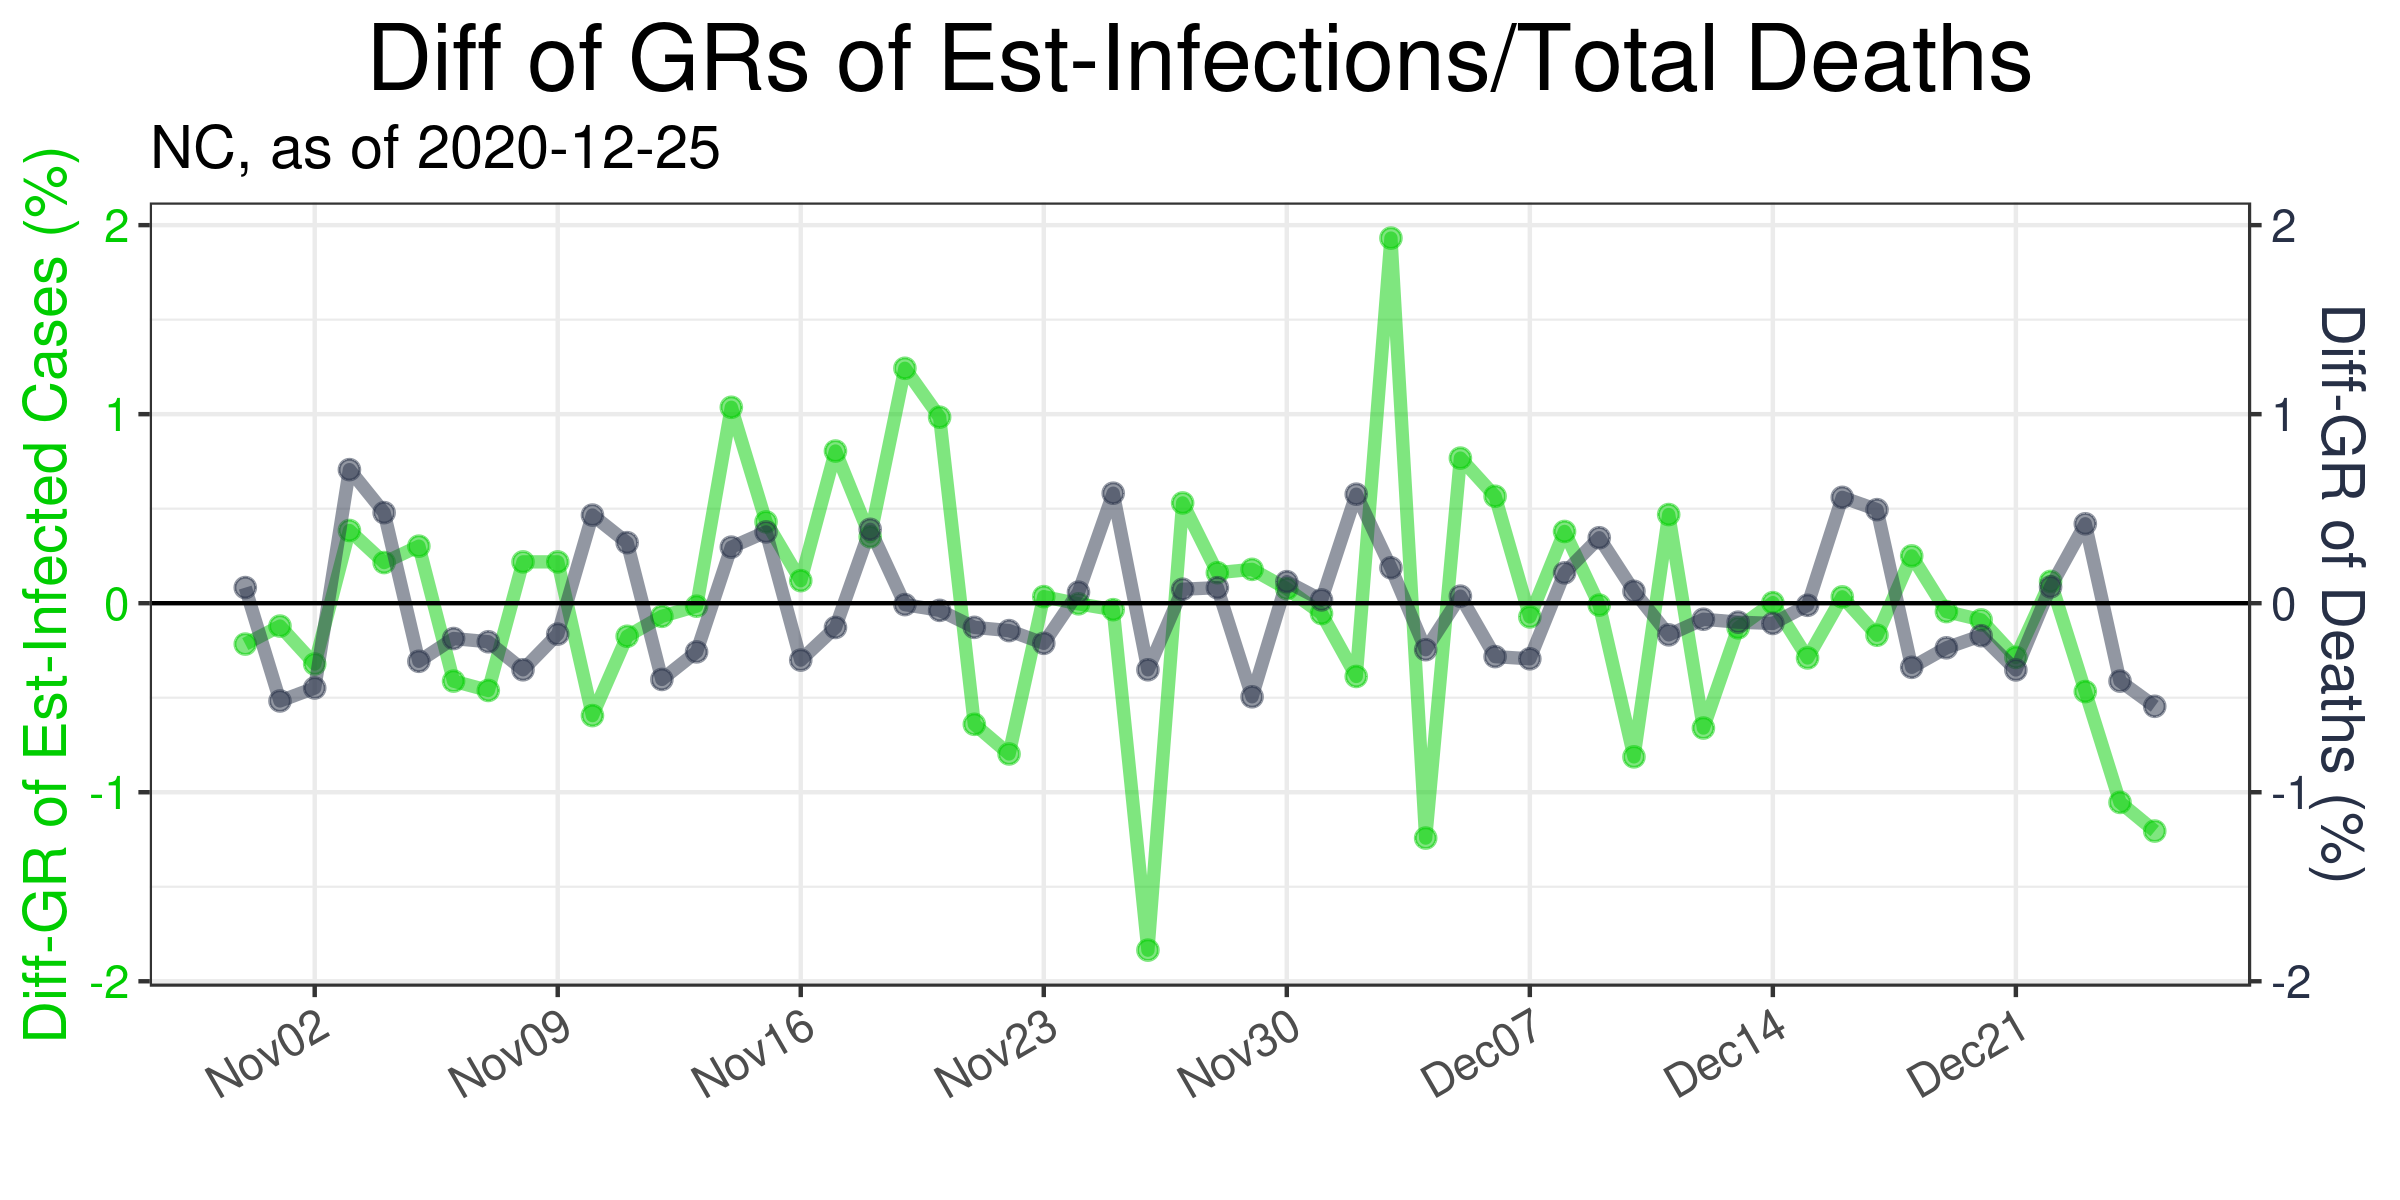 Diff of GRs of Est-Infections/Total Deaths
NC, as of 2020-12-25
Diff-GR of Est-Infected Cases (%)
2
1
0
-1
-2
2
1
0
-1
-2
Diff-GR of Deaths (%)
Nov02
Nov09
Nov16
Nov23
Nov30
Dec07
Dec14
Dec21